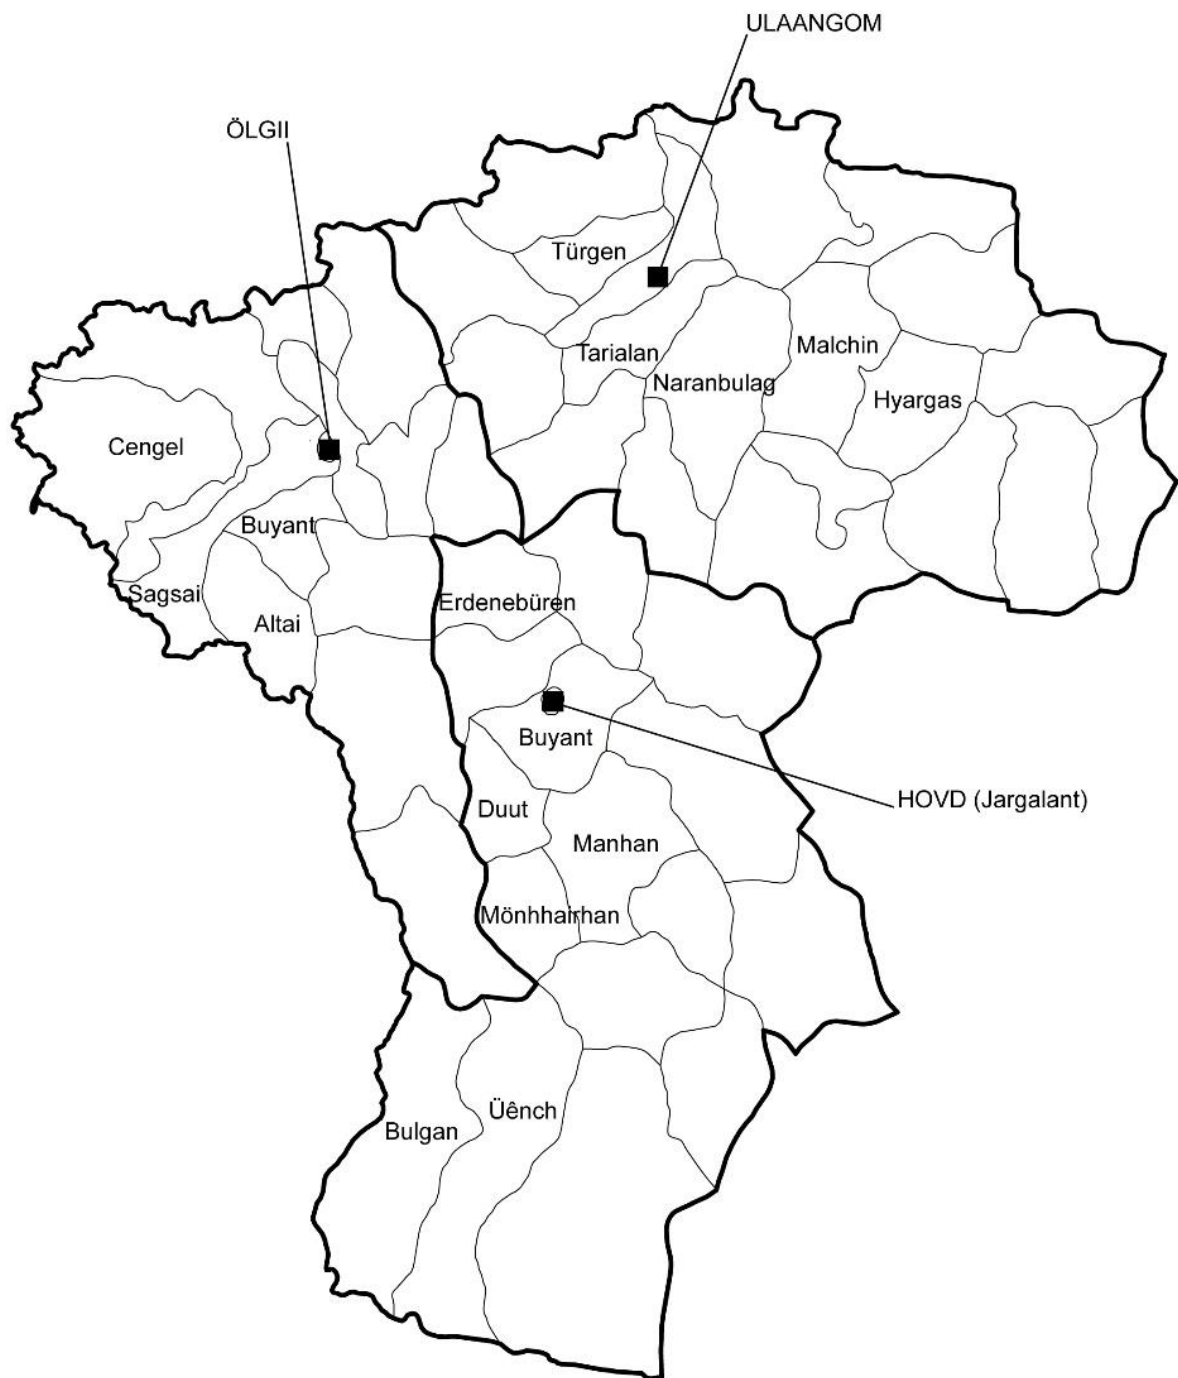 ULAANGOM
ÖLGII
Türgen
Tarialan
Malchin
Naranbulag
Hyargas
Cengel
Buyant
Sagsai
Altai
Erdenebüren
Buyant
HOVD (Jargalant)
Duut
Manhan
Mönhhairhan
Üênch
Bulgan